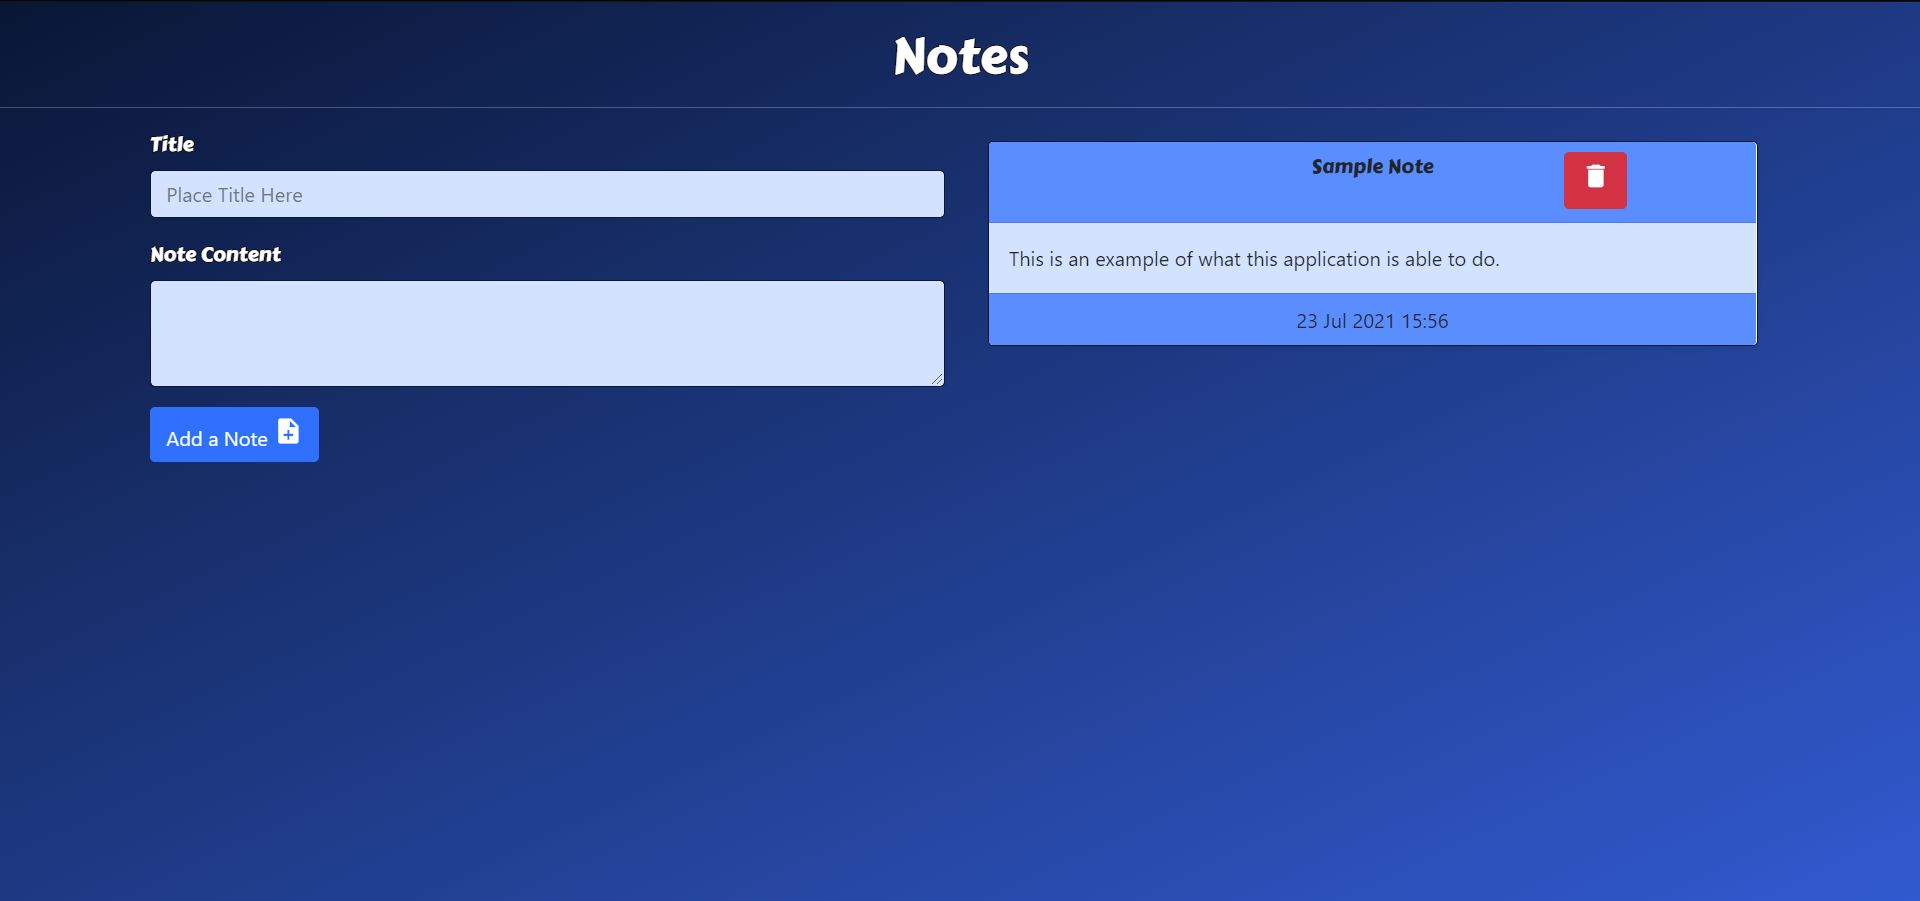 Notes
Title
Place Title Here
Note Content
Add a Note
Sample Note
This is an example of what this application is able to do.
23 Jul 2021 15:56